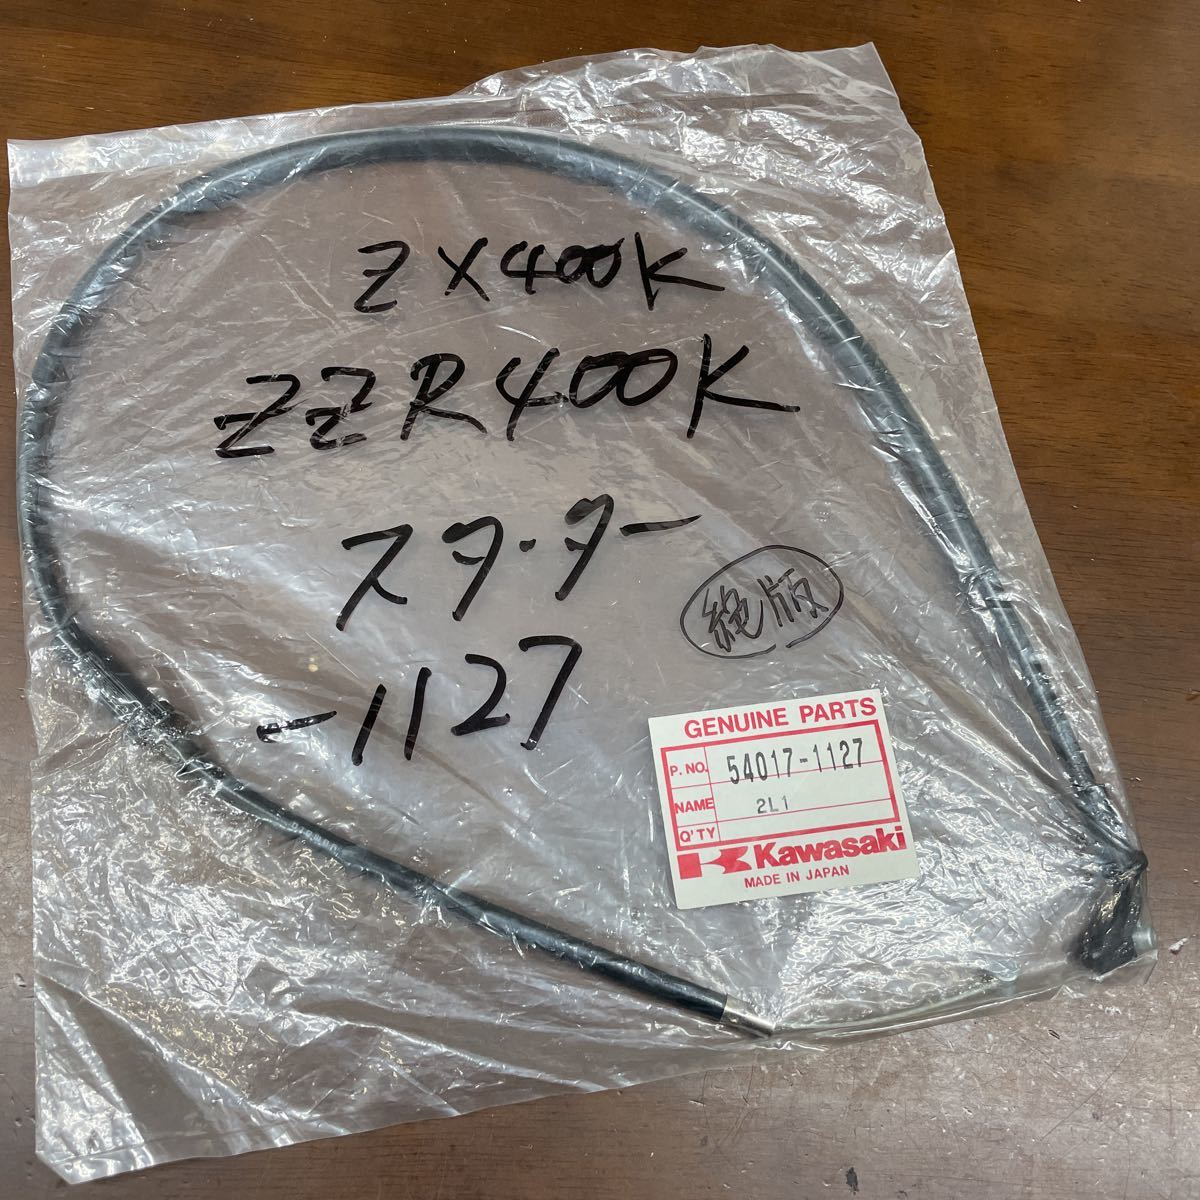 ZX400K
ZZR400K
スタ・ター
絶版
-1127
GENUINE PARTS
P.NO. 54017-1127
NAME 2L1
Q'TY
Kawasaki
MADE IN JAPAN